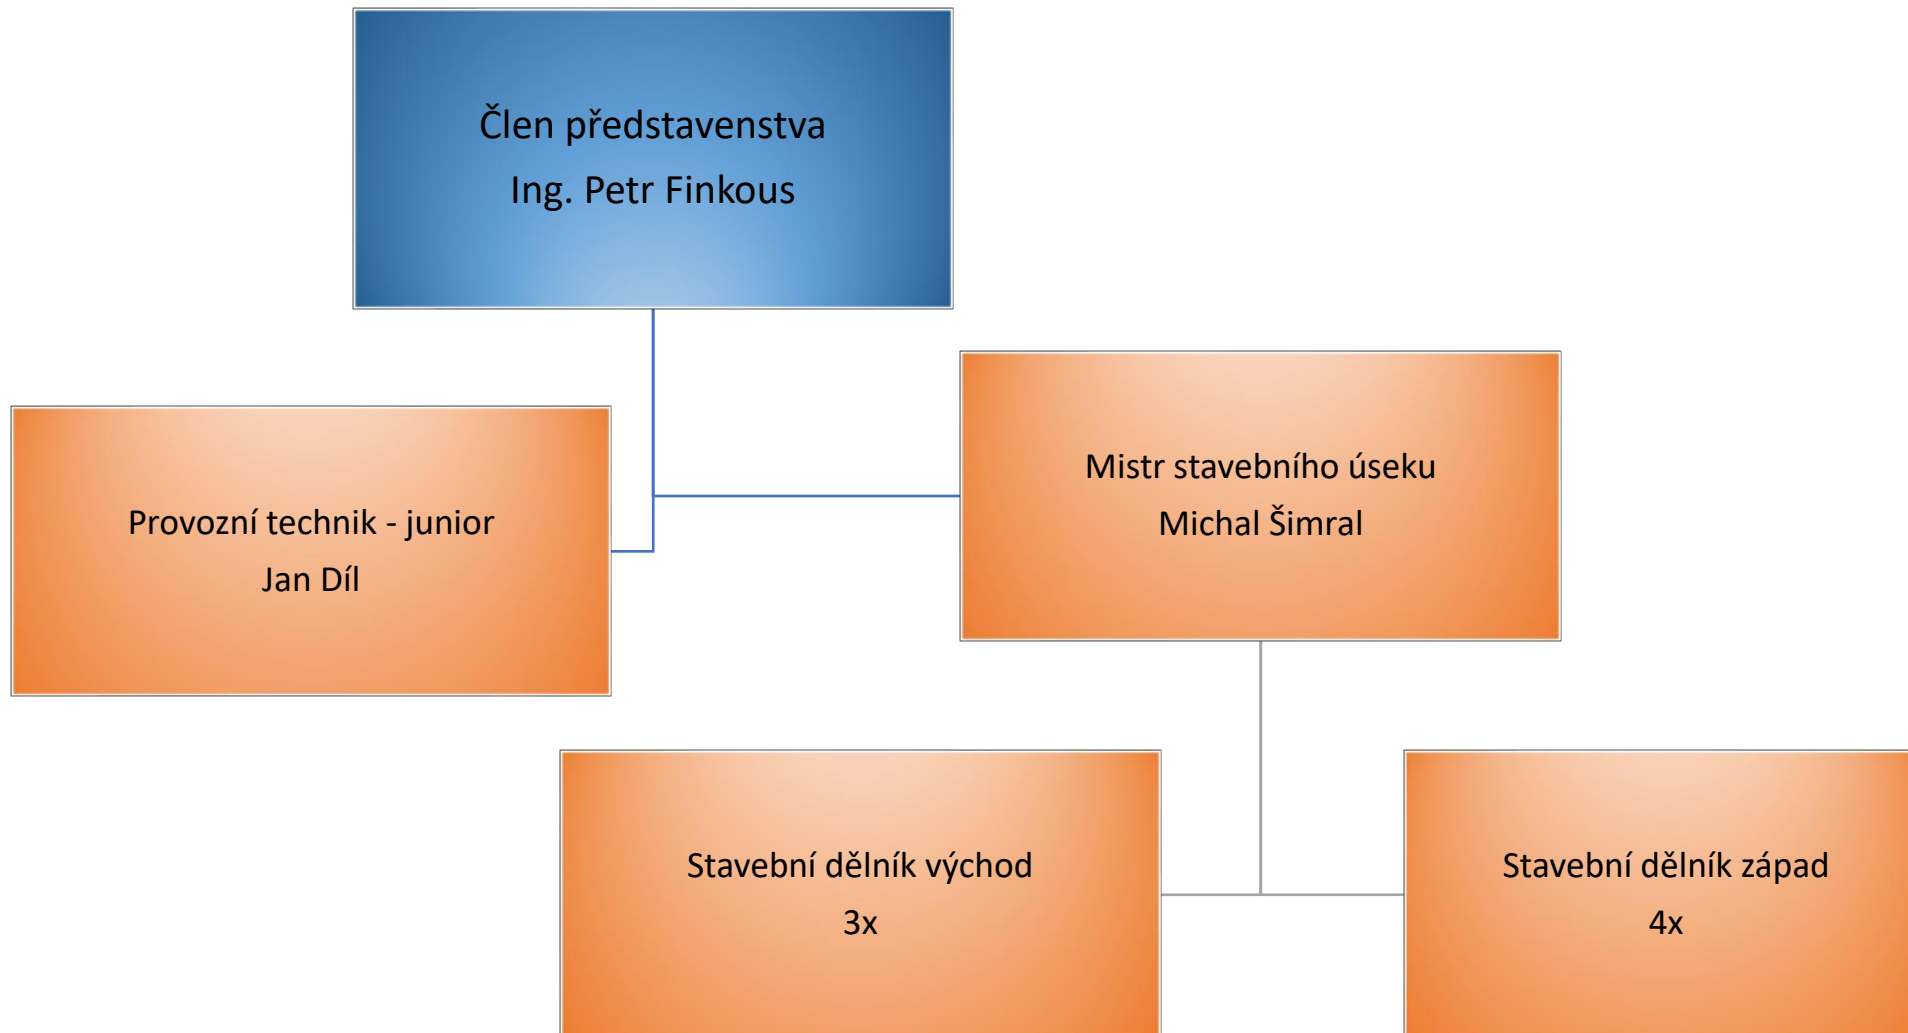 Člen představenstva
Ing. Petr Finkous
Mistr stavebního úseku
Michal Šimral
Provozní technik - junior
Jan Díl
Stavební dělník východ
3x
Stavební dělník západ
4x